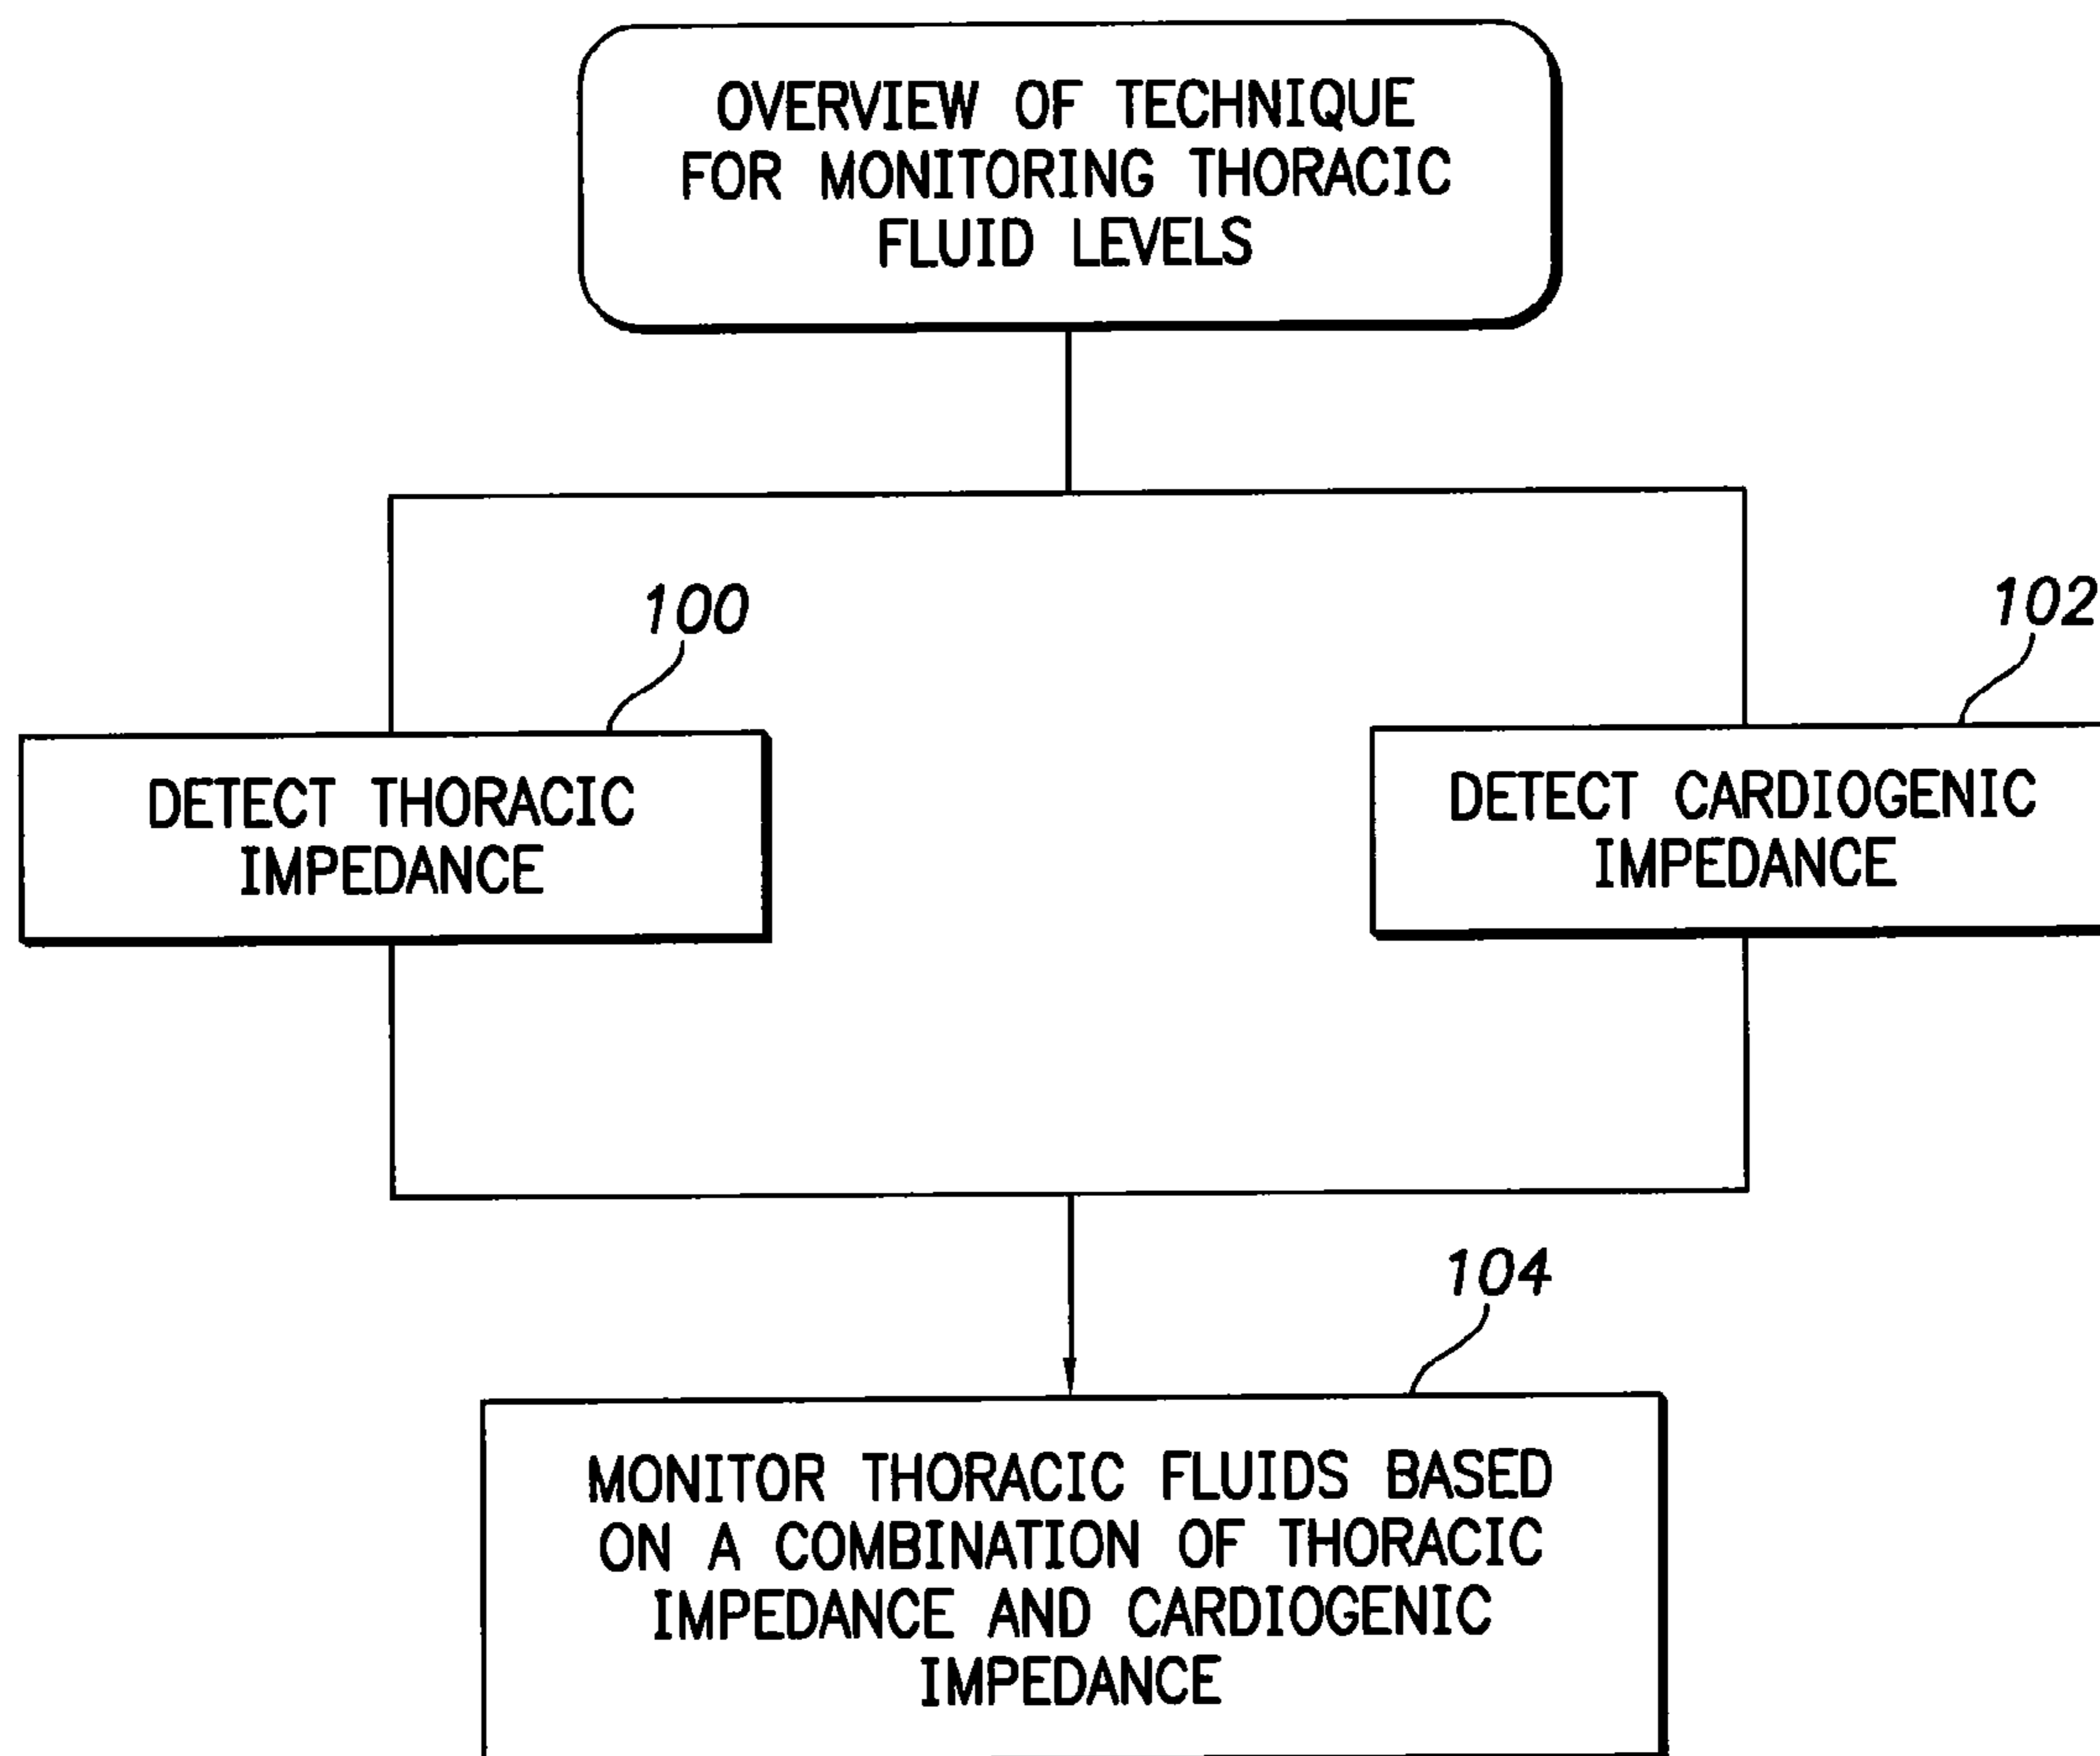 OVERVIEW OF TECHNIQUE
FOR MONITORING THORACIC
FLUID LEVELS
100
102
DETECT THORACIC
IMPEDANCE
DETECT CARDIOGENIC
IMPEDANCE
104
MONITOR THORACIC FLUIDS BASED
ON A COMBINATION OF THORACIC
IMPEDANCE AND CARDIOGENIC
IMPEDANCE